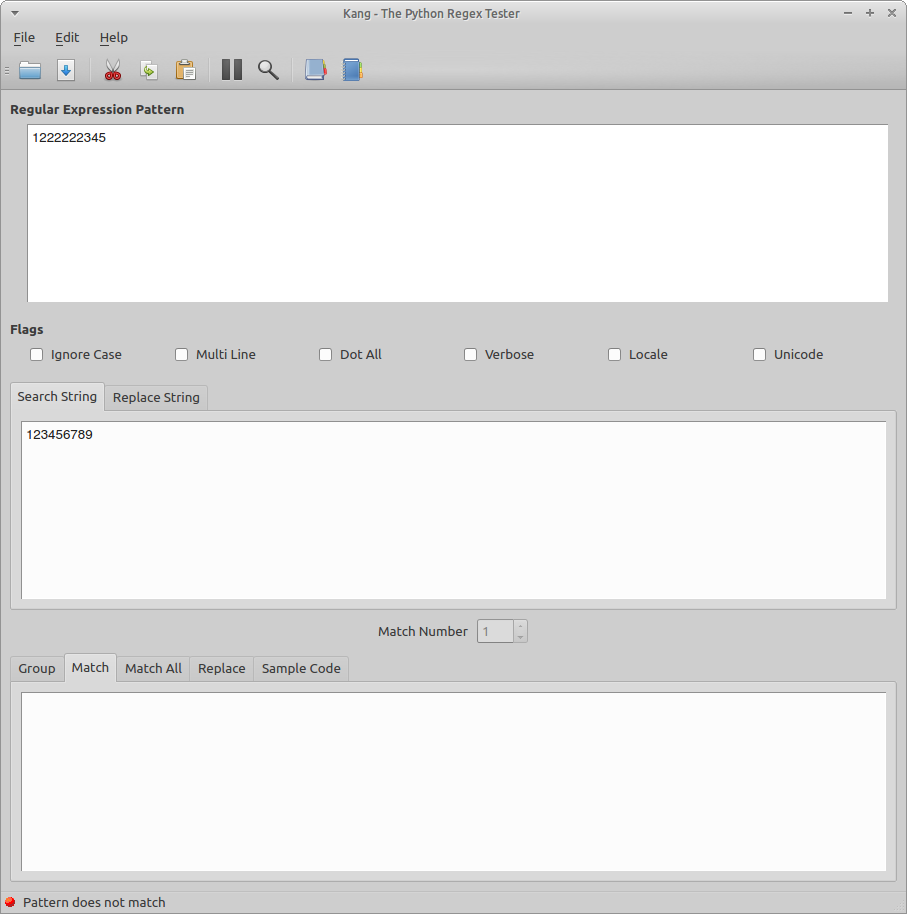 Kang - The Python Regex Tester
File Edit Help
Regular Expression Pattern
1222222345
Flags
Ignore Case Multi Line Dot All Verbose Locale Unicode
Search String Replace String
123456789
Match Number 1
Group Match Match All Replace Sample Code
Pattern does not match